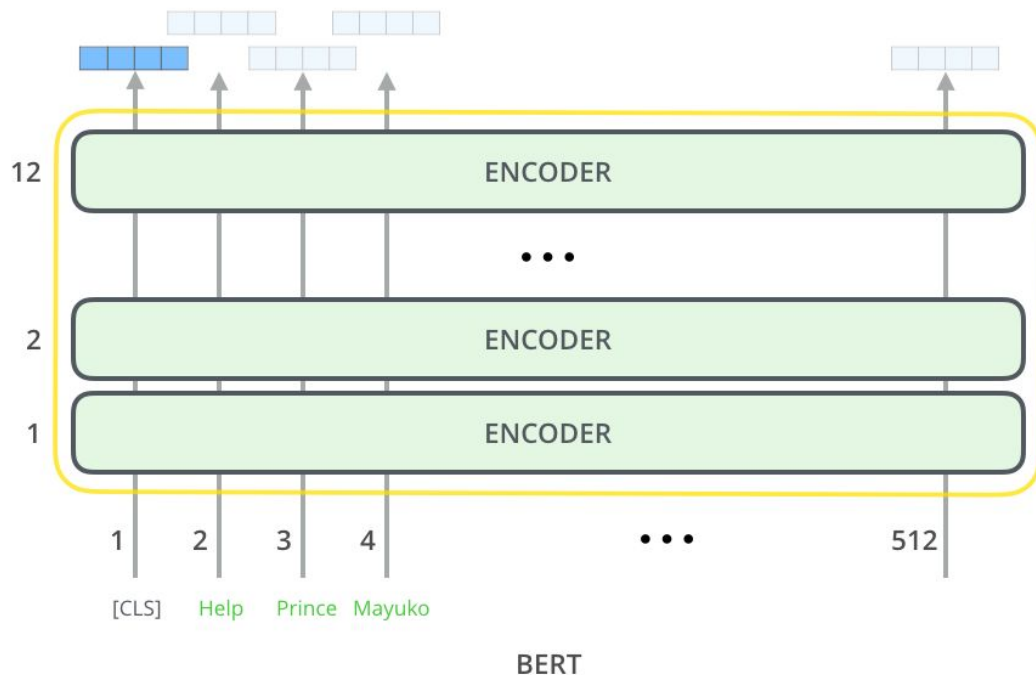 12 ENCODER
•••
2 ENCODER
1 ENCODER
1 2 3 4 ••• 512
[CLS] Help Prince Mayuko
BERT